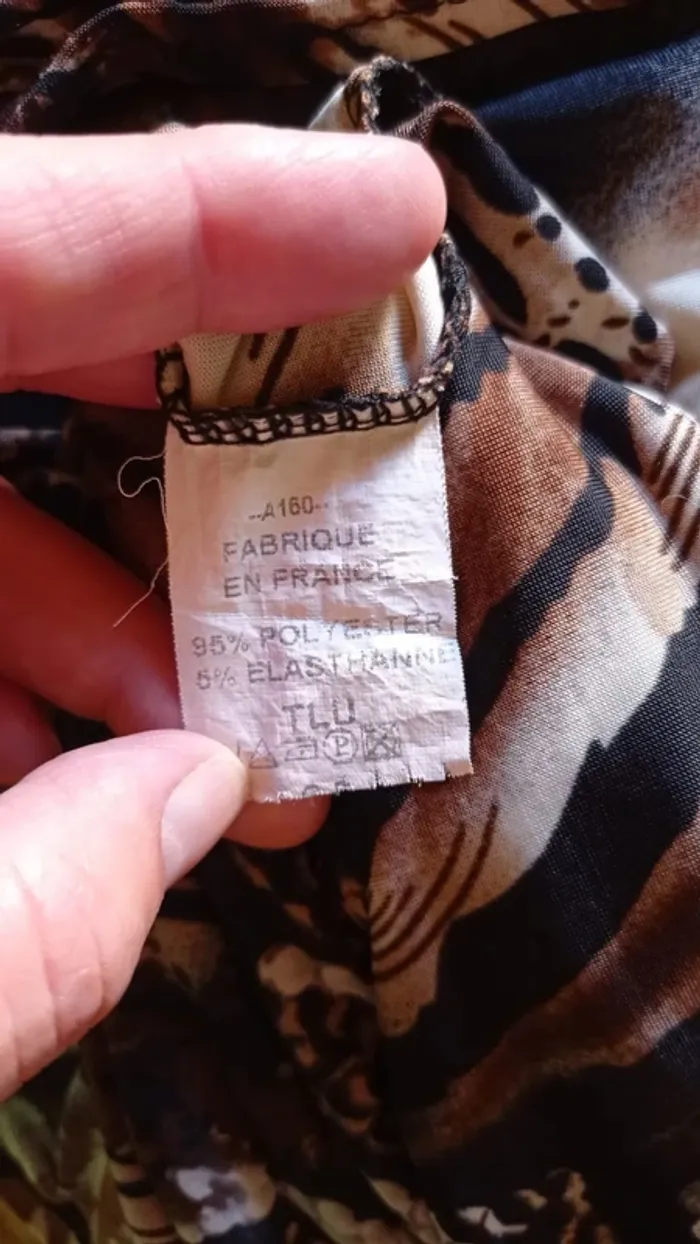 --A160--
FABRIQUE
EN FRANCE
95% POLYESTER
5% ELASTHANNE
TLU
P